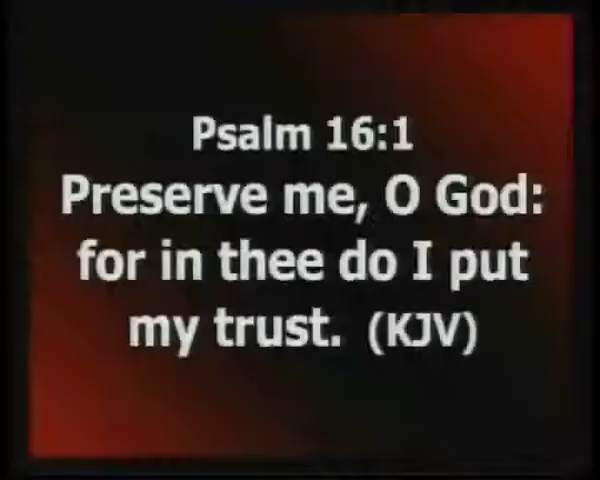 Psalm 16:1
Preserve me, O God:
for in thee do I put
my trust. (KJV)